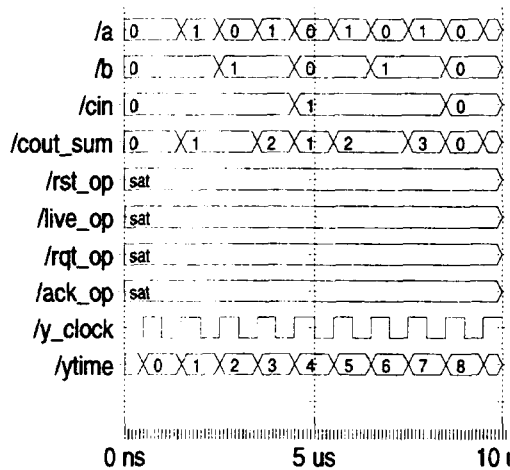 /a 0 1 0 1 0 1 0 1 0
/b 0 1 0 1 0
/cin 0 1 0
/cout_sum 0 1 2 1 2 3 0
/rst_op sat
/live_op sat
/rqt_op sat
/ack_op sat
/y_clock
/ytime 0 1 2 3 4 5 6 7 8
0 ns 5 us 10 u